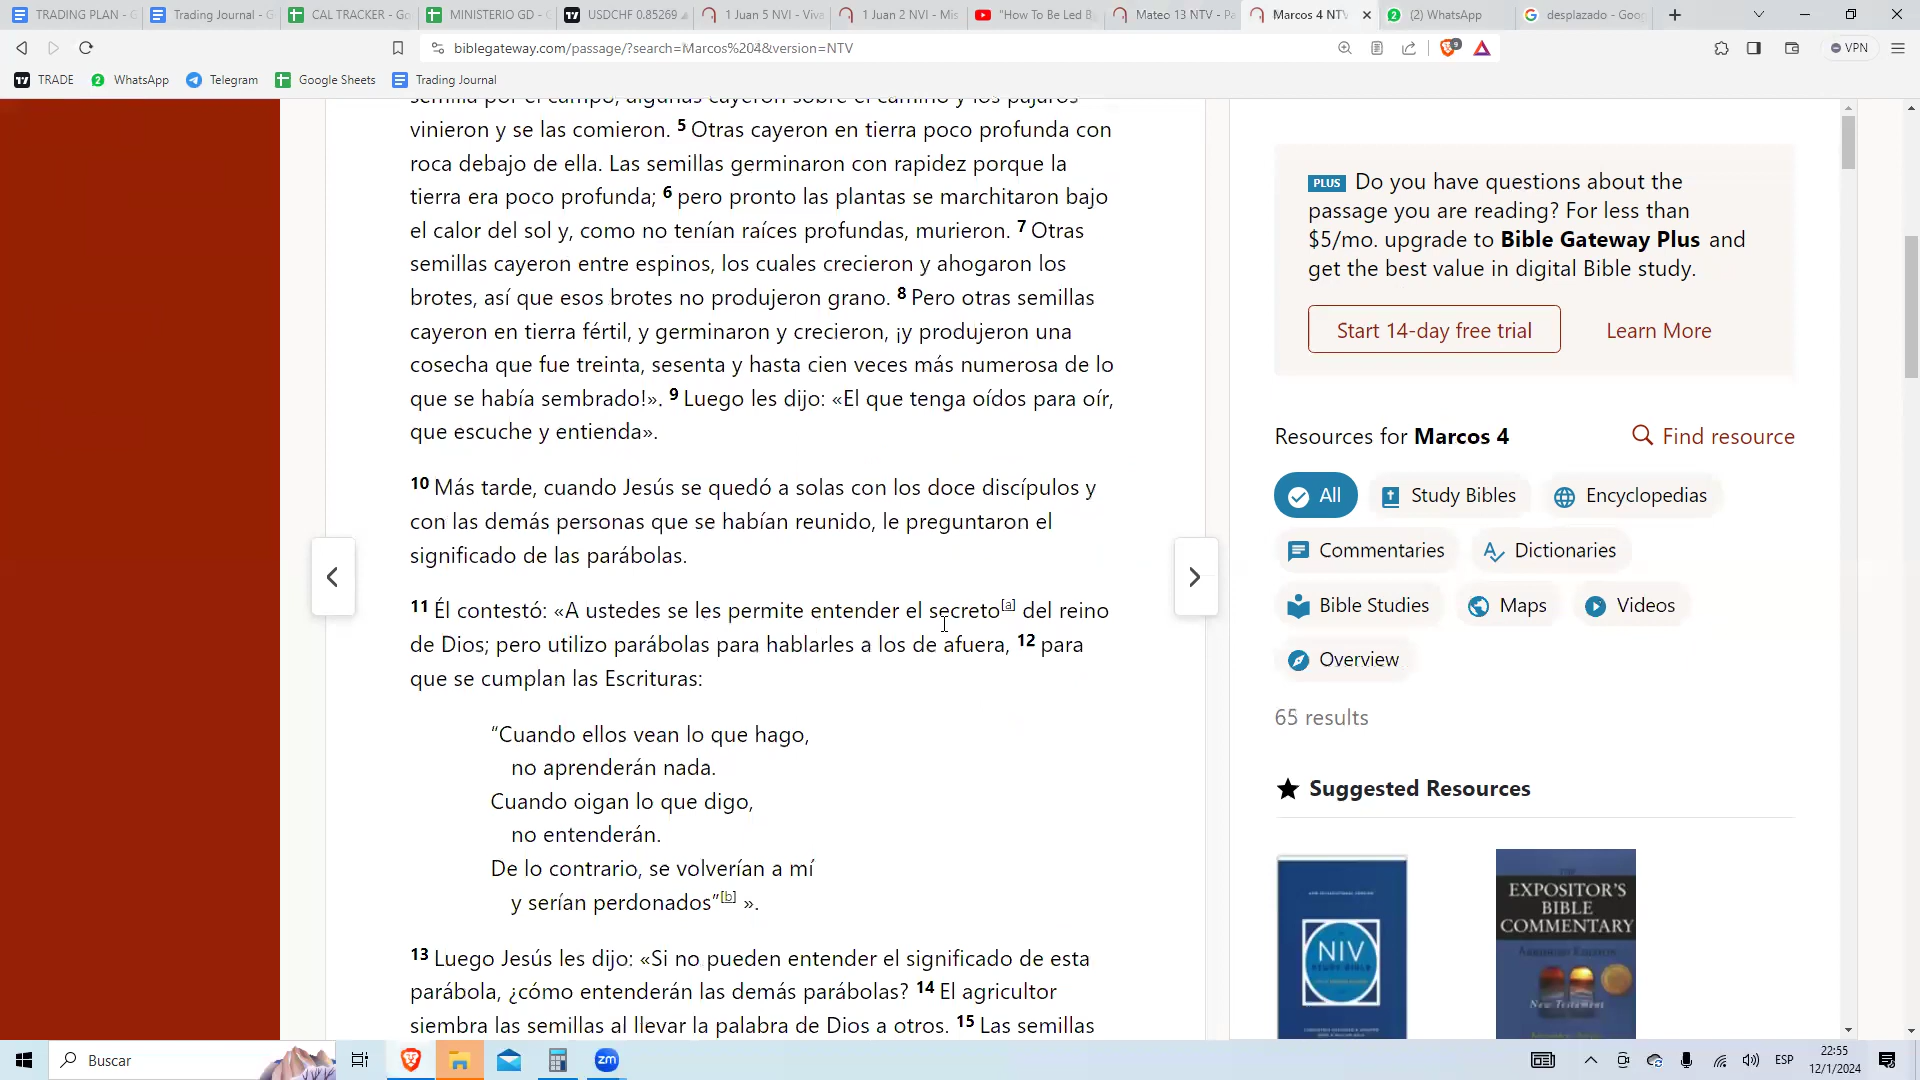 TRADING PLAN - G
Trading Journal - G
CAL TRACKER - Go
MINISTERIO GD - G
USDCHF 0.85269
1 Juan 5 NVI - Viva
1 Juan 2 NVI - Mis
"How To Be Led B
Mateo 13 NTV - Pa
Marcos 4 NTV
(2) WhatsApp
desplazado - Goo
biblegateway.com/passage/?search=Marcos%204&version=NTV
VPN
TRADE
WhatsApp
Telegram
Google Sheets
Trading Journal
semilla por el campo, algunas cayeron sobre el camino y los pájaros
vinieron y se las comieron. 5 Otras cayeron en tierra poco profunda con
roca debajo de ella. Las semillas germinaron con rapidez porque la
tierra era poco profunda; 6 pero pronto las plantas se marchitaron bajo
el calor del sol y, como no tenían raíces profundas, murieron. 7 Otras
semillas cayeron entre espinos, los cuales crecieron y ahogaron los
brotes, así que esos brotes no produjeron grano. 8 Pero otras semillas
cayeron en tierra fértil, y germinaron y crecieron, ¡y produjeron una
cosecha que fue treinta, sesenta y hasta cien veces más numerosa de lo
que se había sembrado!». 9 Luego les dijo: «El que tenga oídos para oír,
que escuche y entienda».
10 Más tarde, cuando Jesús se quedó a solas con los doce discípulos y
con las demás personas que se habían reunido, le preguntaron el
significado de las parábolas.
11 Él contestó: «A ustedes se les permite entender el secreto[a] del reino
de Dios; pero utilizo parábolas para hablarles a los de afuera, 12 para
que se cumplan las Escrituras:
“Cuando ellos vean lo que hago,
no aprenderán nada.
Cuando oigan lo que digo,
no entenderán.
De lo contrario, se volverían a mí
y serían perdonados”[b] ».
13 Luego Jesús les dijo: «Si no pueden entender el significado de esta
parábola, ¿cómo entenderán las demás parábolas? 14 El agricultor
siembra las semillas al llevar la palabra de Dios a otros. 15 Las semillas
PLUS Do you have questions about the
passage you are reading? For less than
$5/mo. upgrade to Bible Gateway Plus and
get the best value in digital Bible study.
Start 14-day free trial
Learn More
Resources for Marcos 4
Find resource
All
Study Bibles
Encyclopedias
Commentaries
Dictionaries
Bible Studies
Maps
Videos
Overview
65 results
Suggested Resources
NIV
THE
EXPOSITOR'S
BIBLE
COMMENTARY
ABRIDGED EDITION
New Testament
Buscar
zm
ESP
22:55
12/1/2024